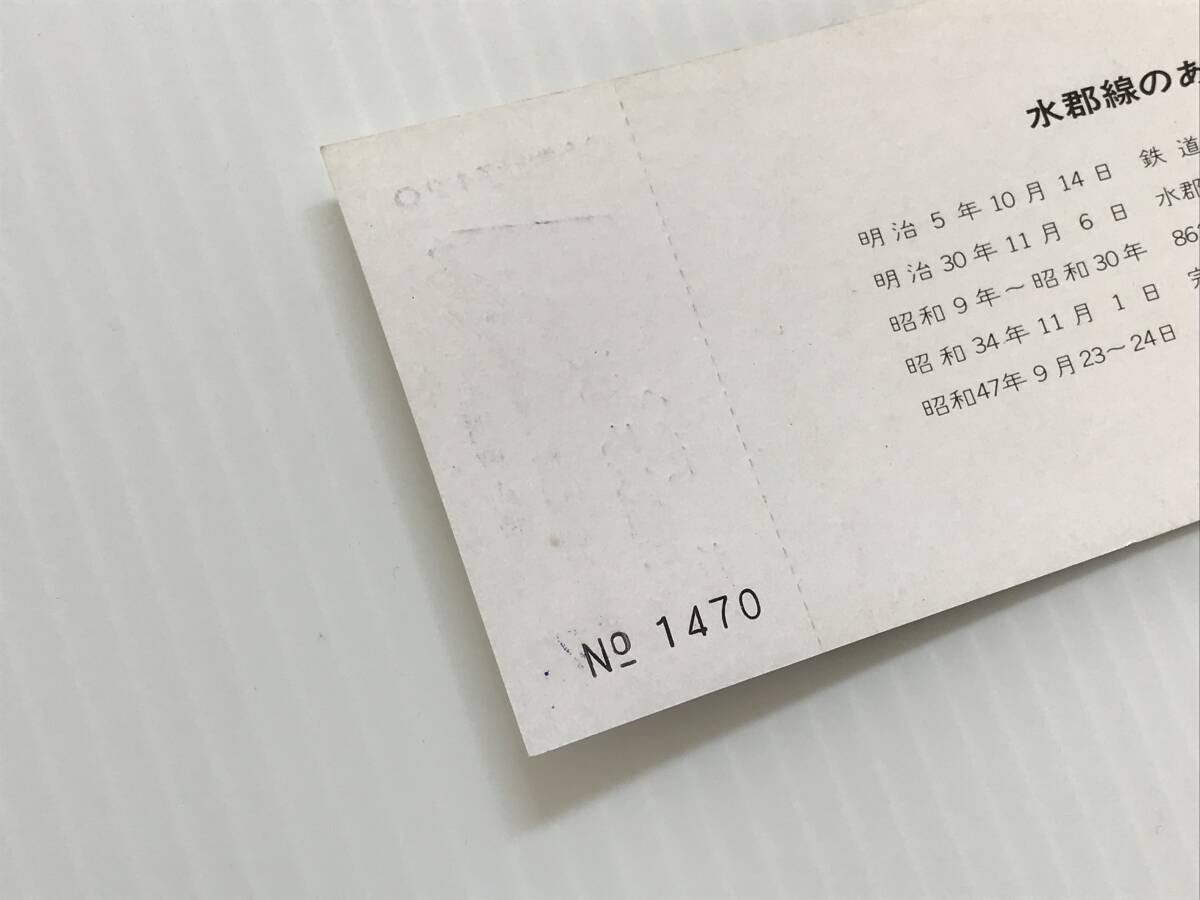 水郡線のあ
明治5年10月14日 鉄道
明治30年11月6日 水郡
昭和9年〜昭和30年 86
昭和34年11月1日 完
昭和47年9月23〜24日
№ 1470